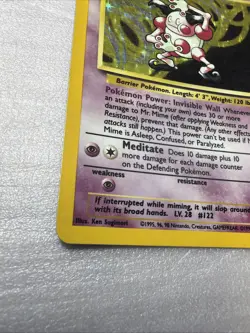 Barrier Pokémon. Length: 4' 3", Weight: 120 lb
Pokémon Power: Invisible Wall Whenever
an attack (including your own) does 30 or more
damage to Mr. Mime (after applying Weakness and
Resistance), prevent that damage. (Any other effects
attacks still happen.) This power can't be used if
Mime is Asleep, Confused, or Paralyzed.
Meditate Does 10 damage plus 10
more damage for each damage counter
on the Defending Pokémon.
weakness
resistance
If interrupted while miming, it will slap around
with its broad hands. LV. 28 #122
Illus. Ken Sugimori
©1995, 96, 98 Nintendo, Creatures, GAMEFREAK.